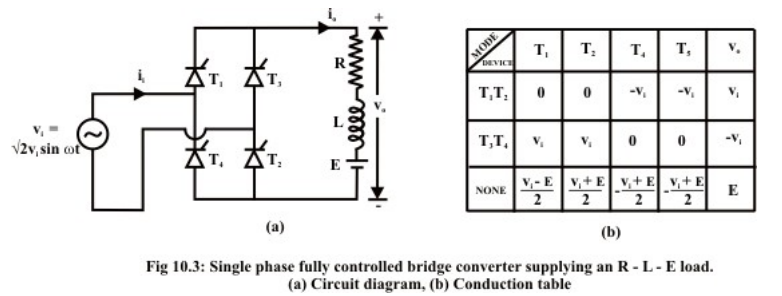 i₀
+
R
T₁
T₃
iᵢ
v₀
L
vᵢ =
√2vᵢ sin ωt
T₄
T₂
E
-
(a)
MODE
DEVICE
T₁ T₂ T₄ T₅ v₀
T₁T₂ 0 0 -vᵢ -vᵢ vᵢ
T₃T₄ vᵢ vᵢ 0 0 -vᵢ
NONE (vᵢ - E)/2 (vᵢ + E)/2 -(vᵢ + E)/2 -(vᵢ + E)/2 E
(b)
Fig 10.3: Single phase fully controlled bridge converter supplying an R - L - E load.
(a) Circuit diagram, (b) Conduction table